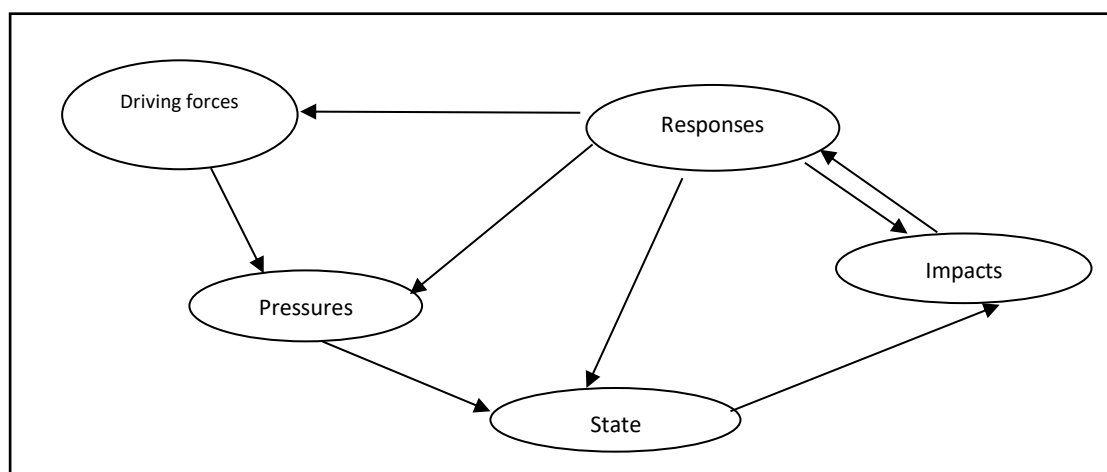 Driving forces
Responses
Impacts
Pressures
State